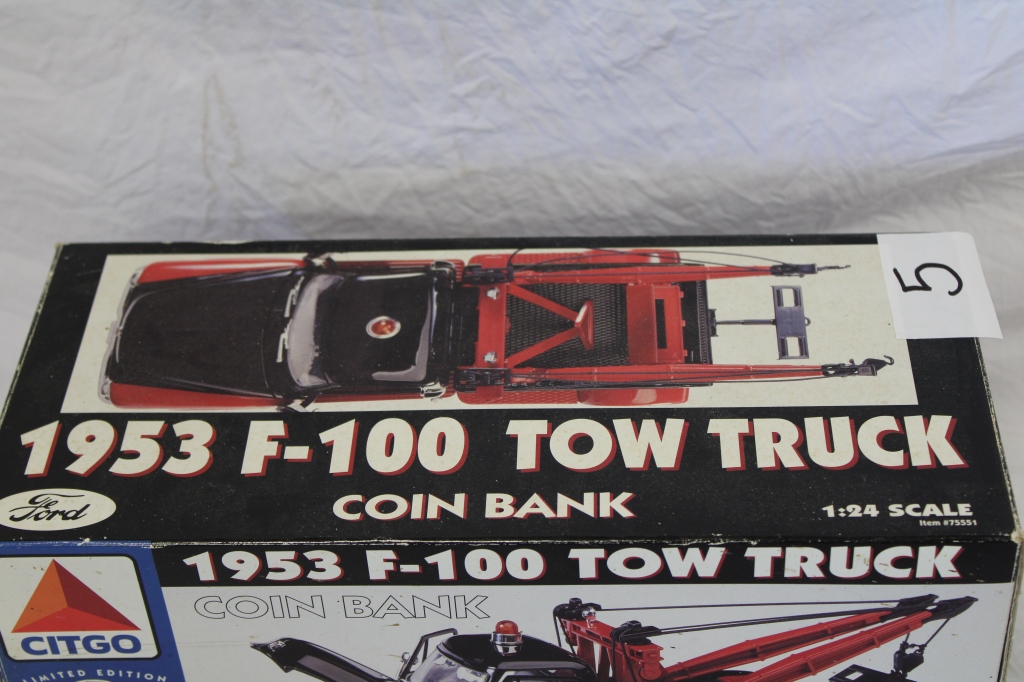 5
1953 F-100 TOW TRUCK
Ford
COIN BANK
1:24 SCALE
Item #75551
1953 F-100 TOW TRUCK
COIN BANK
CITGO
LIMITED EDITION